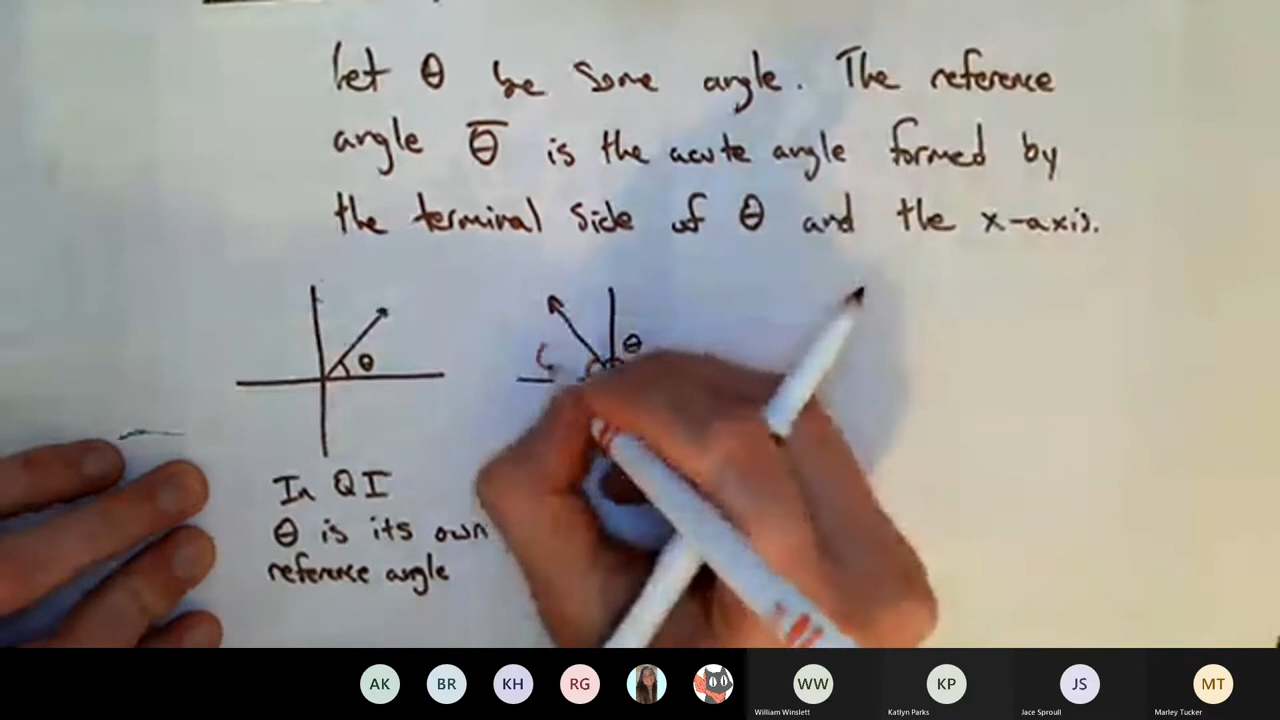 Let θ be some angle. The reference
angle θ̅ is the acute angle formed by
the terminal side of θ and the x-axis.
θ
θ
In QI
θ is its own
reference angle
AK
BR
KH
RG
WW
KP
JS
MT
William Winslett
Katlyn Parks
Jace Sproull
Marley Tucker